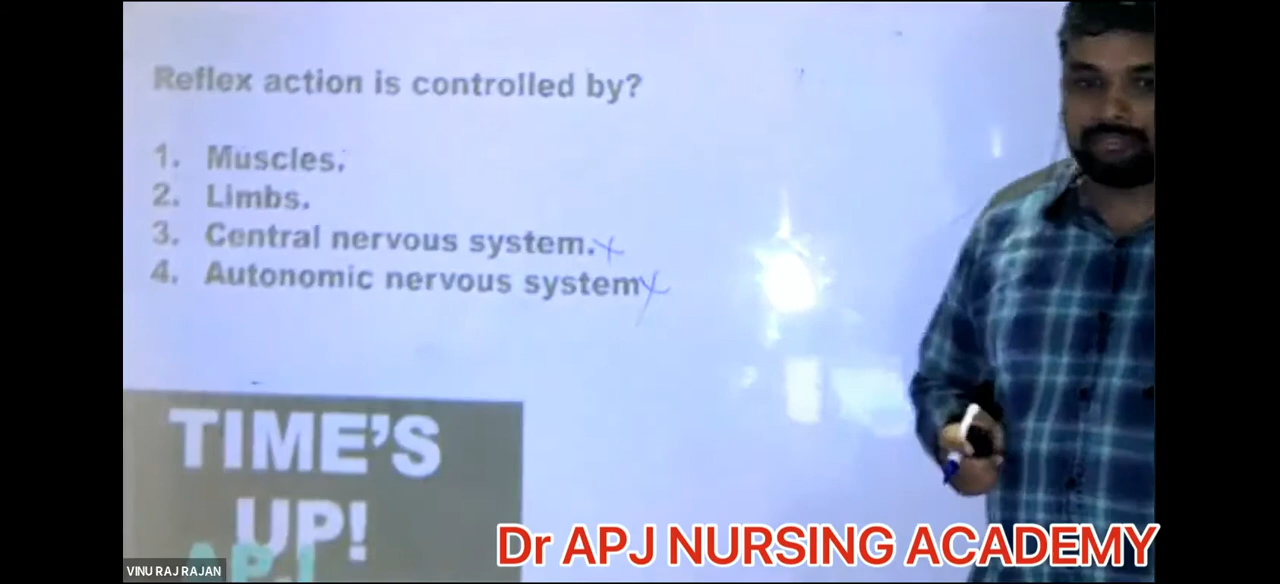 Reflex action is controlled by?
1. Muscles.
2. Limbs.
3. Central nervous system.
4. Autonomic nervous system
TIME'S
UP!
APJ
Dr APJ NURSING ACADEMY
VINU RAJ RAJAN